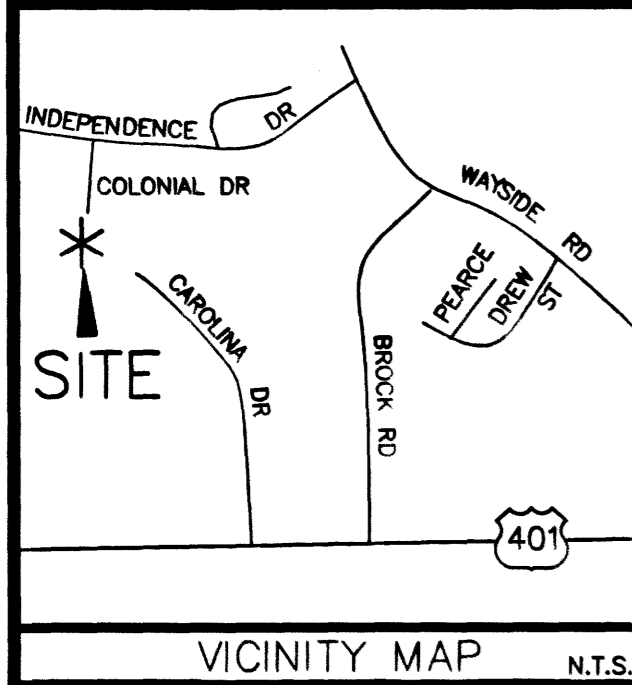 INDEPENDENCE DR
COLONIAL DR
WAYSIDE RD
PEARCE
DREW ST
CAROLINA DR
BROCK RD
SITE
401
VICINITY MAP
N.T.S.